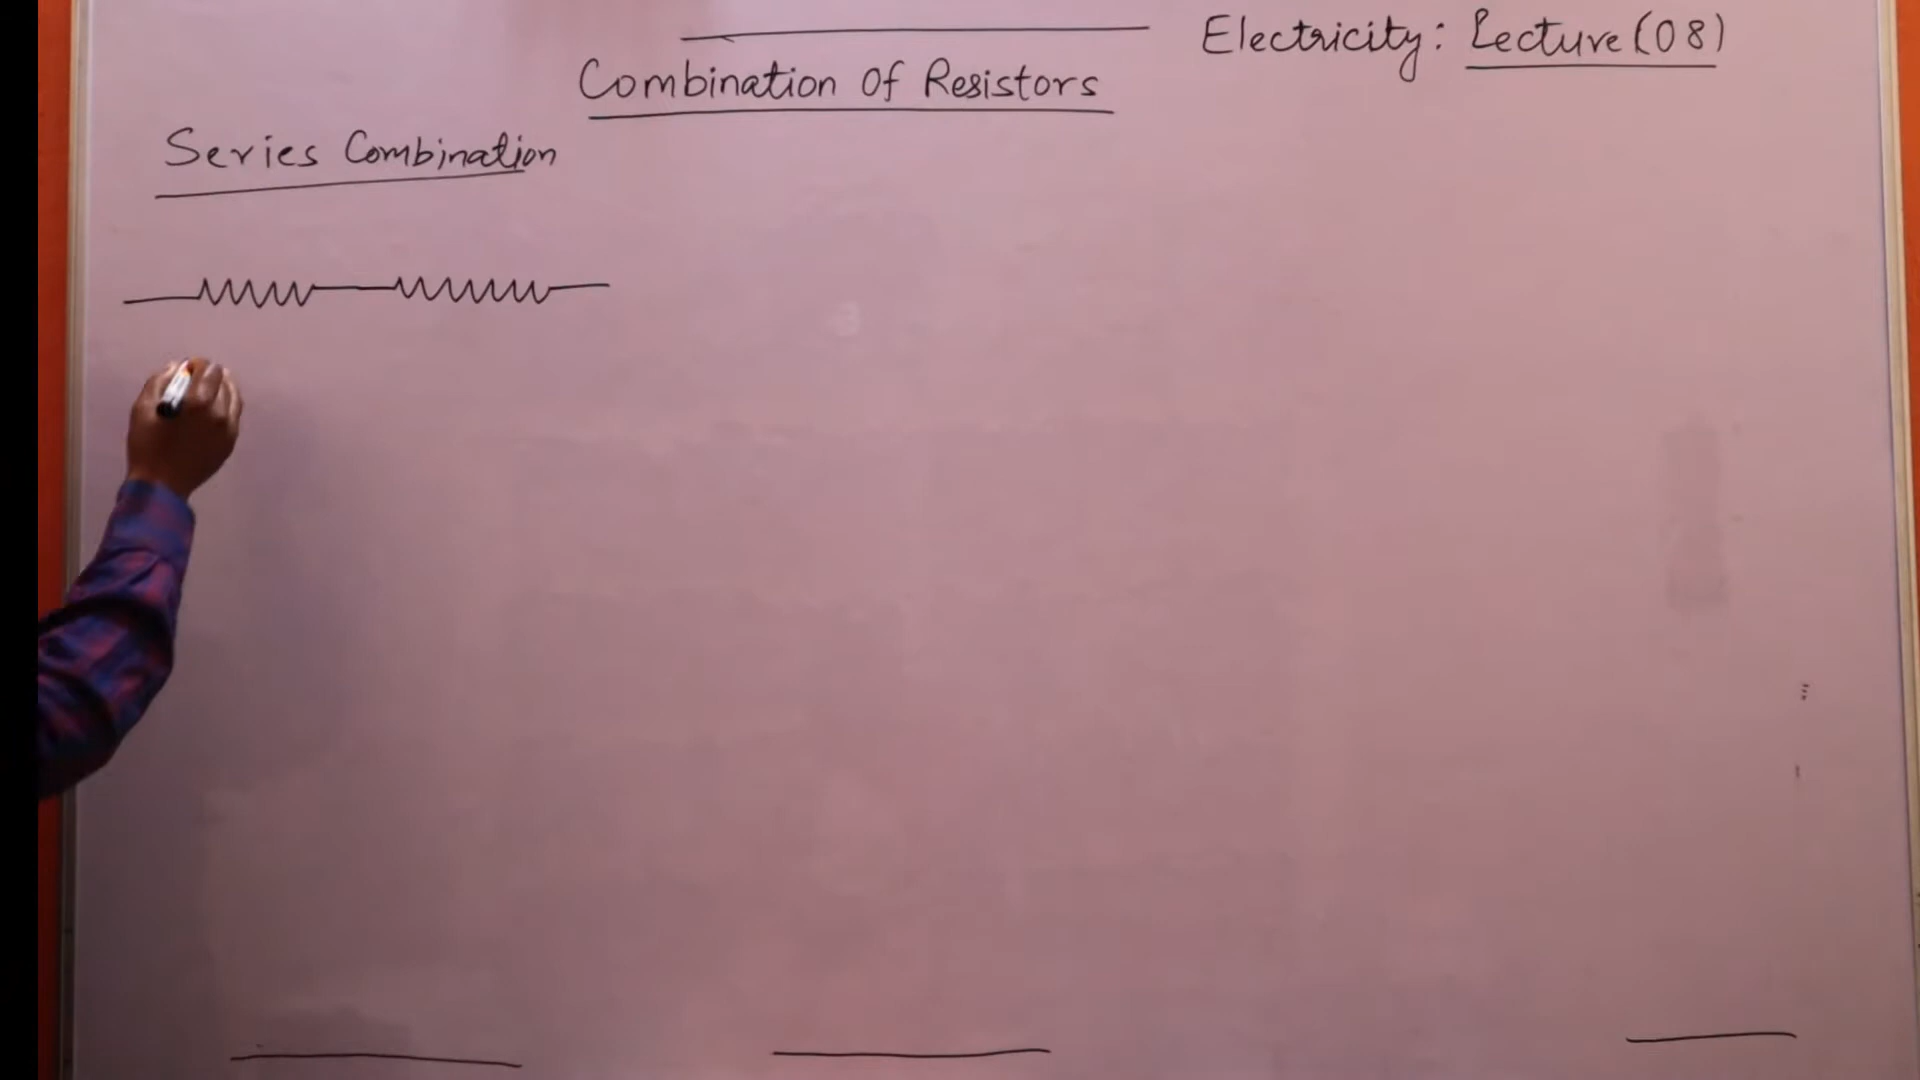 Electricity: Lecture (08)
Combination Of Resistors
Series Combination